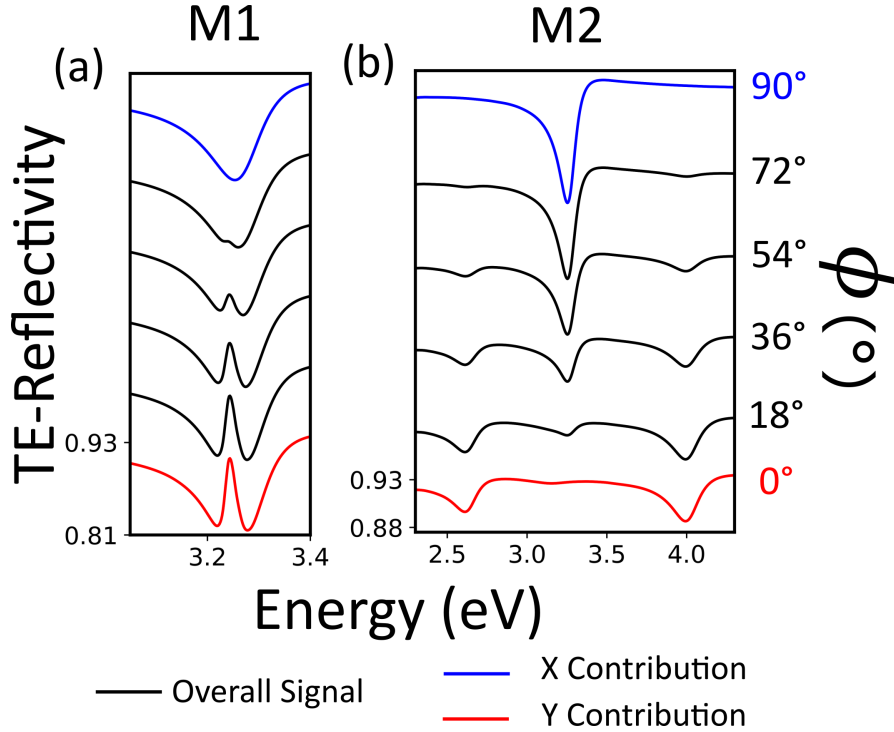 M1
M2
(a)
(b)
TE-Reflectivity
0.93
0.81
3.2
3.4
0.93
0.88
2.5
3.0
3.5
4.0
90°
72°
54°
36°
18°
0°
ϕ (°)
Energy (eV)
Overall Signal
X Contribution
Y Contribution